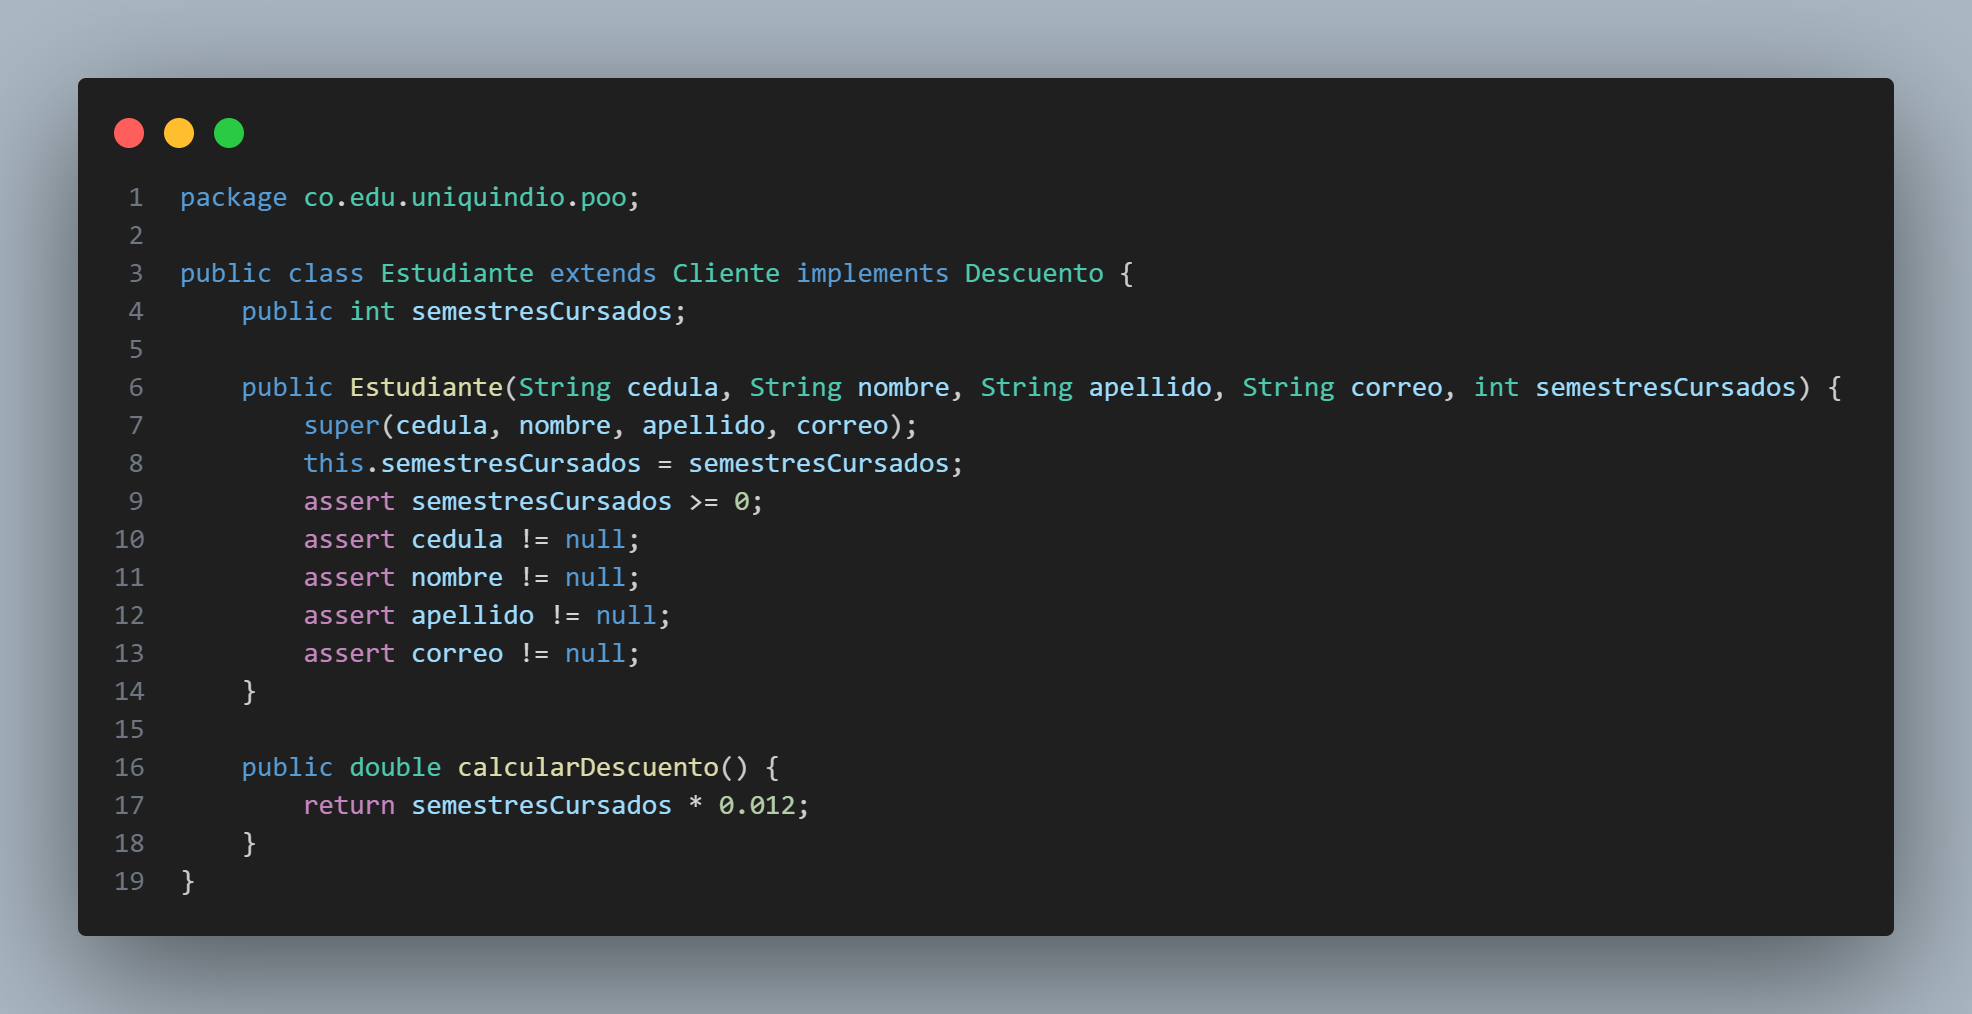 1 package co.edu.uniquindio.poo;
2
3 public class Estudiante extends Cliente implements Descuento {
4     public int semestresCursados;
5
6     public Estudiante(String cedula, String nombre, String apellido, String correo, int semestresCursados) {
7         super(cedula, nombre, apellido, correo);
8         this.semestresCursados = semestresCursados;
9         assert semestresCursados >= 0;
10         assert cedula != null;
11         assert nombre != null;
12         assert apellido != null;
13         assert correo != null;
14     }
15
16     public double calcularDescuento() {
17         return semestresCursados * 0.012;
18     }
19 }